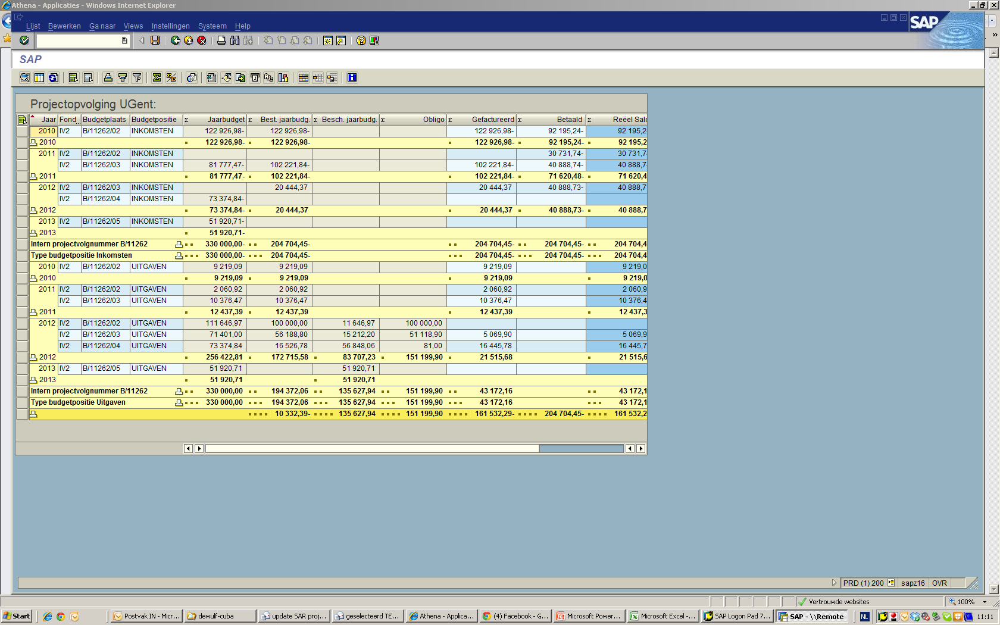 Athena - Applicaties - Windows Internet Explorer
Lijst Bewerken Ga naar Views Instellingen Systeem Help
SAP
SAP
Projectopvolging UGent:
Jaar Fond... Budgetplaats Budgetpositie Σ Jaarbudget Σ Best. jaarbudg. Σ Besch. jaarbudg. Σ Obligo Σ Gefactureerd Σ Betaald Σ Reëel Sald
2010 IV2 B/11262/02 INKOMSTEN 122 926,98- 122 926,98- 122 926,98- 92 195,24- 92 195,2
2010 122 926,98- 122 926,98- 122 926,98- 92 195,24- 92 195,2
2011 IV2 B/11262/02 INKOMSTEN 30 731,74- 30 731,7
IV2 B/11262/03 INKOMSTEN 81 777,47- 102 221,84- 102 221,84- 40 888,74- 40 888,7
2011 81 777,47- 102 221,84- 102 221,84- 71 620,48- 71 620,4
2012 IV2 B/11262/03 INKOMSTEN 20 444,37 20 444,37 40 888,73- 40 888,7
IV2 B/11262/04 INKOMSTEN 73 374,84-
2012 73 374,84- 20 444,37 20 444,37 40 888,73- 40 888,7
2013 IV2 B/11262/05 INKOMSTEN 51 920,71-
2013 51 920,71-
Intern projectvolgnummer B/11262 330 000,00- 204 704,45- 204 704,45- 204 704,45- 204 704,4
Type budgetpositie Inkomsten 330 000,00- 204 704,45- 204 704,45- 204 704,45- 204 704,4
2010 IV2 B/11262/02 UITGAVEN 9 219,09 9 219,09 9 219,09 9 219,0
2010 9 219,09 9 219,09 9 219,09 9 219,0
2011 IV2 B/11262/02 UITGAVEN 2 060,92 2 060,92 2 060,92 2 060,9
IV2 B/11262/03 UITGAVEN 10 376,47 10 376,47 10 376,47 10 376,4
2011 12 437,39 12 437,39 12 437,39 12 437,3
2012 IV2 B/11262/02 UITGAVEN 111 646,97 100 000,00 11 646,97 100 000,00
IV2 B/11262/03 UITGAVEN 71 401,00 56 188,80 15 212,20 51 118,90 5 069,90 5 069,9
IV2 B/11262/04 UITGAVEN 73 374,84 16 526,78 56 848,06 81,00 16 445,78 16 445,7
2012 256 422,81 172 715,58 83 707,23 151 199,90 21 515,68 21 515,6
2013 IV2 B/11262/05 UITGAVEN 51 920,71 51 920,71
2013 51 920,71 51 920,71
Intern projectvolgnummer B/11262 330 000,00 194 372,06 135 627,94 151 199,90 43 172,16 43 172,1
Type budgetpositie Uitgaven 330 000,00 194 372,06 135 627,94 151 199,90 43 172,16 43 172,1
10 332,39- 135 627,94 151 199,90 161 532,29- 204 704,45- 161 532,2
PRD (1) 200 sapz16 OVR
Vertrouwde websites 100%
Start Postvak IN - Micr... dewulf-cuba update SAR proj... geselecteerd TE... Athena - Applica... (4) Facebook - G... Microsoft Power... Microsoft Excel -... SAP Logon Pad 7... SAP - \\Remote NL 11:11